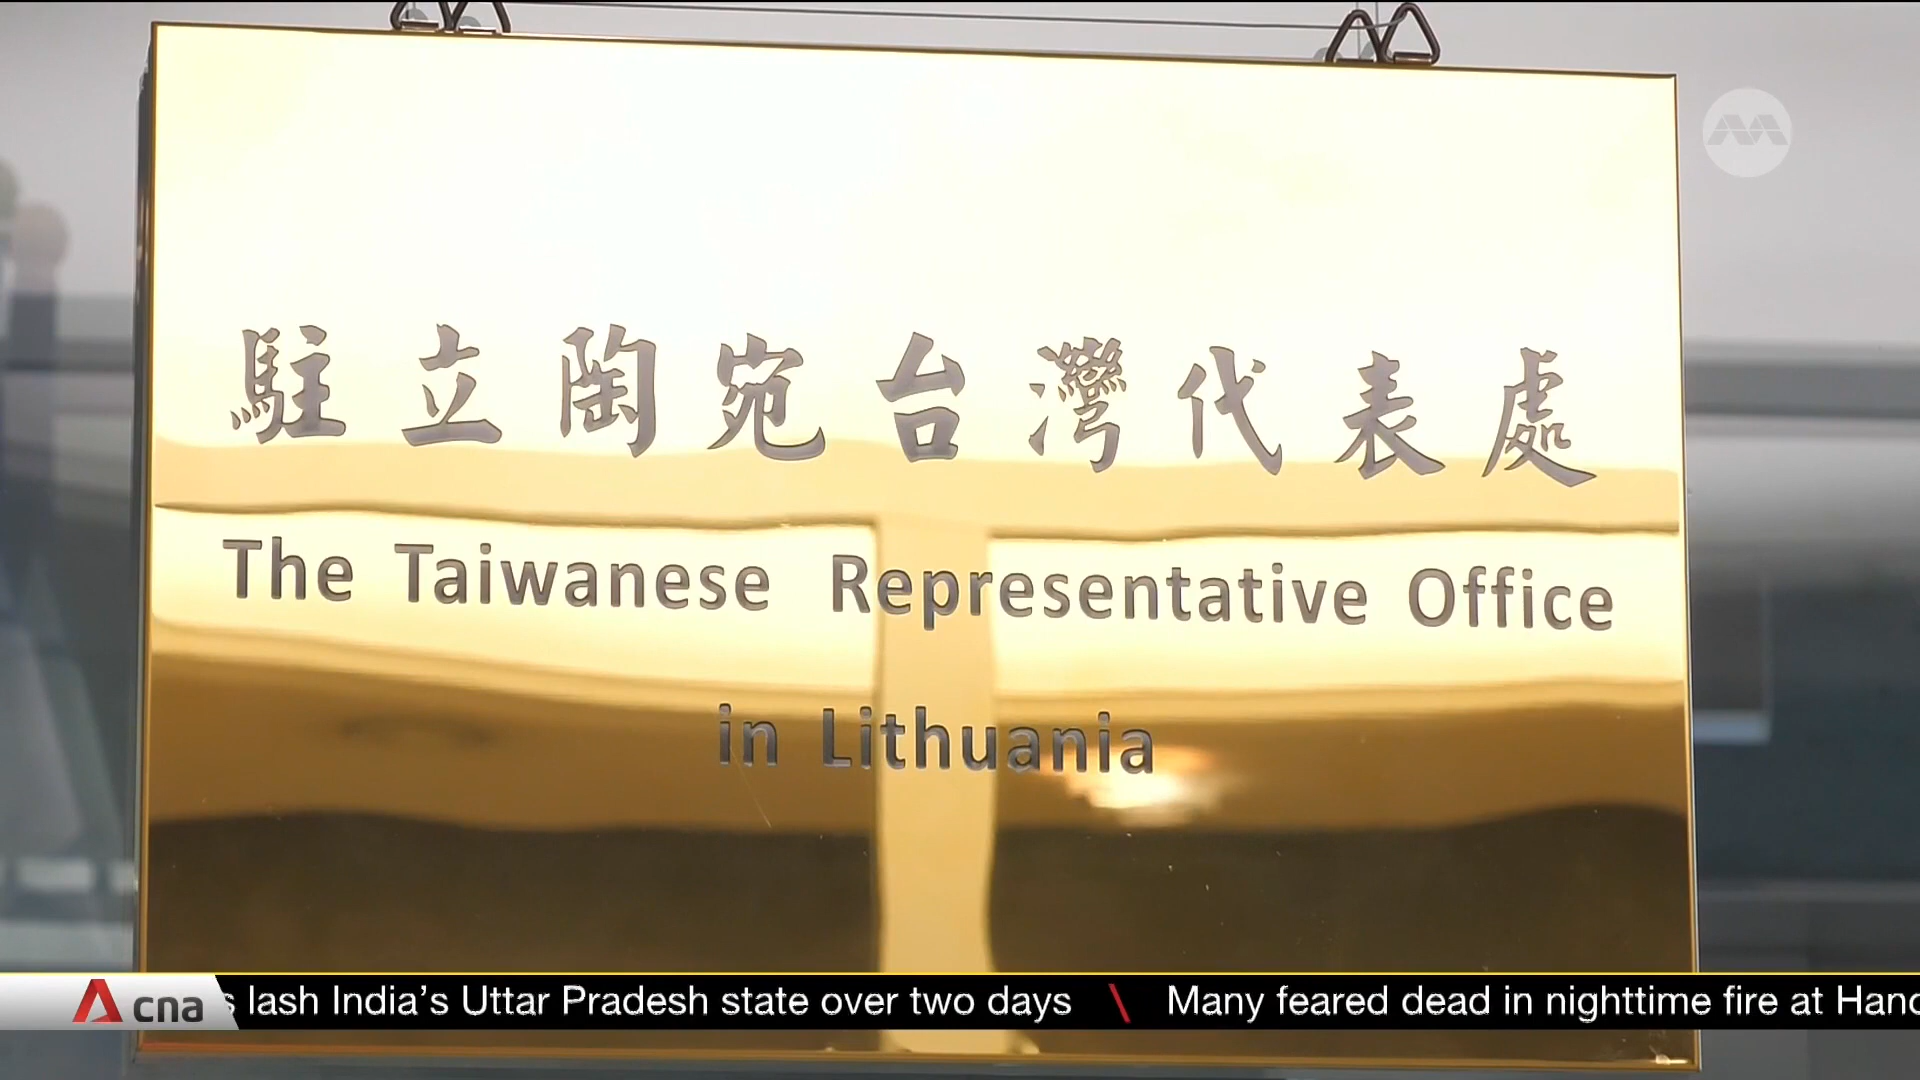 駐立陶宛台灣代表處
The Taiwanese Representative Office
in Lithuania
cna
lash India’s Uttar Pradesh state over two days \ Many feared dead in nighttime fire at